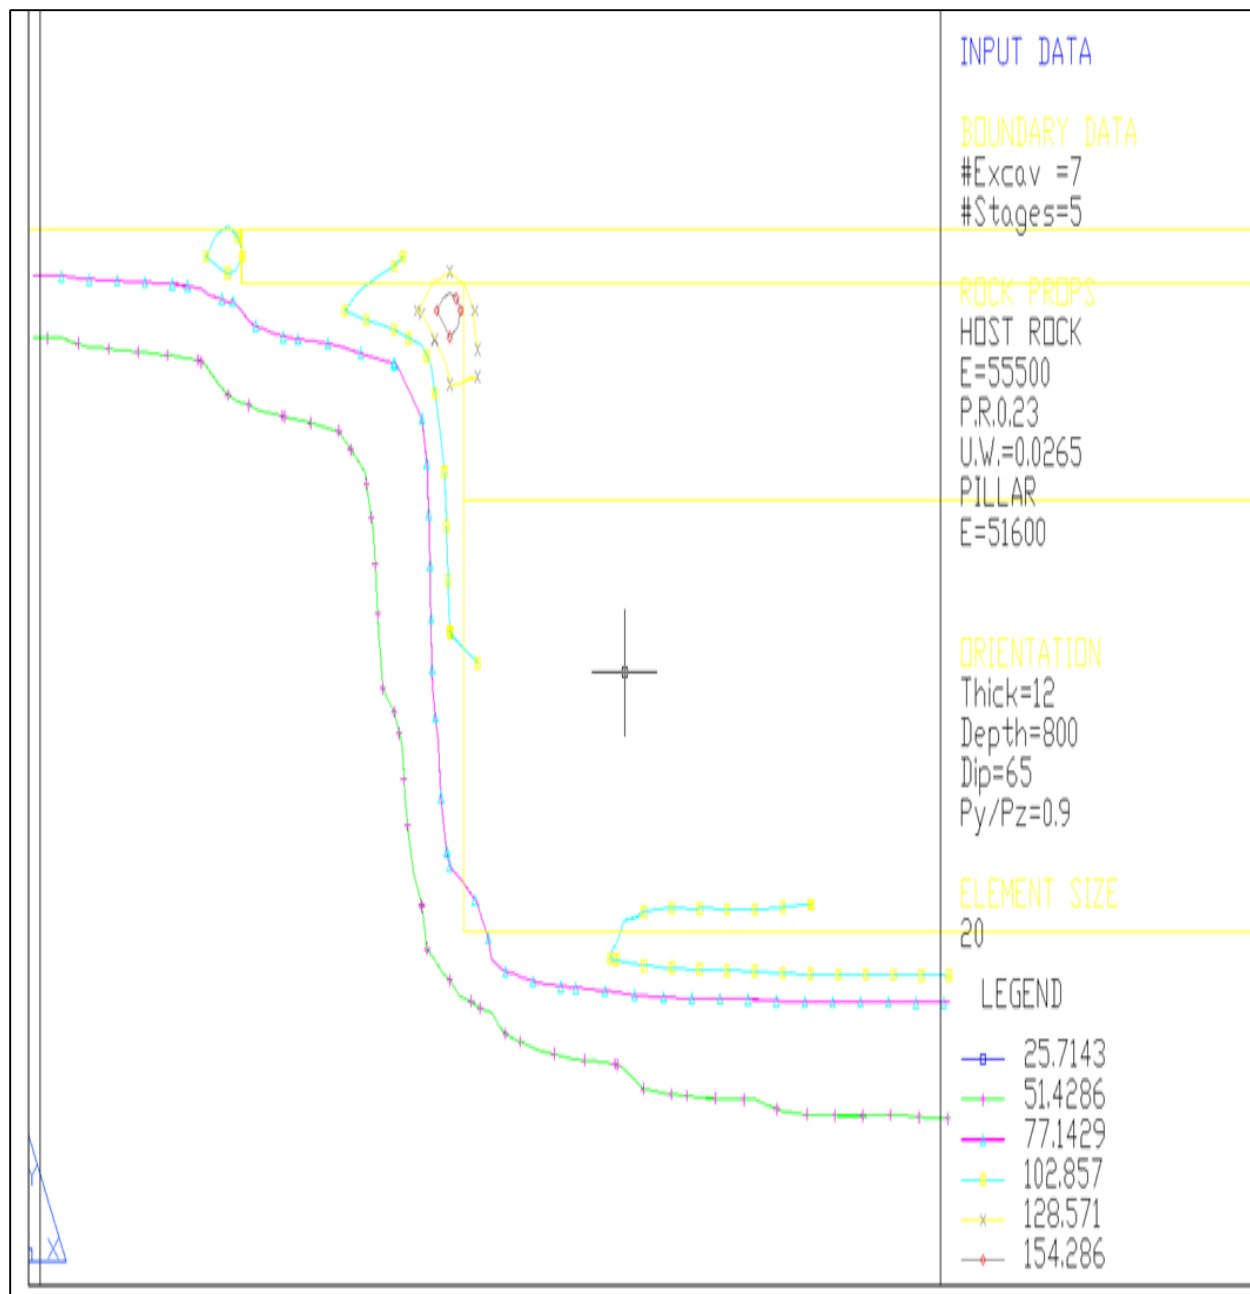 INPUT DATA
BOUNDARY DATA
#Excav =7
#Stages=5
ROCK PROPS
HOST ROCK
E=55500
P.R.0.23
U.W.=0.0265
PILLAR
E=51600
ORIENTATION
Thick=12
Depth=800
Dip=65
Py/Pz=0.9
ELEMENT SIZE
20
LEGEND
25.7143
51.4286
77.1429
102.857
128.571
154.286
Y
X